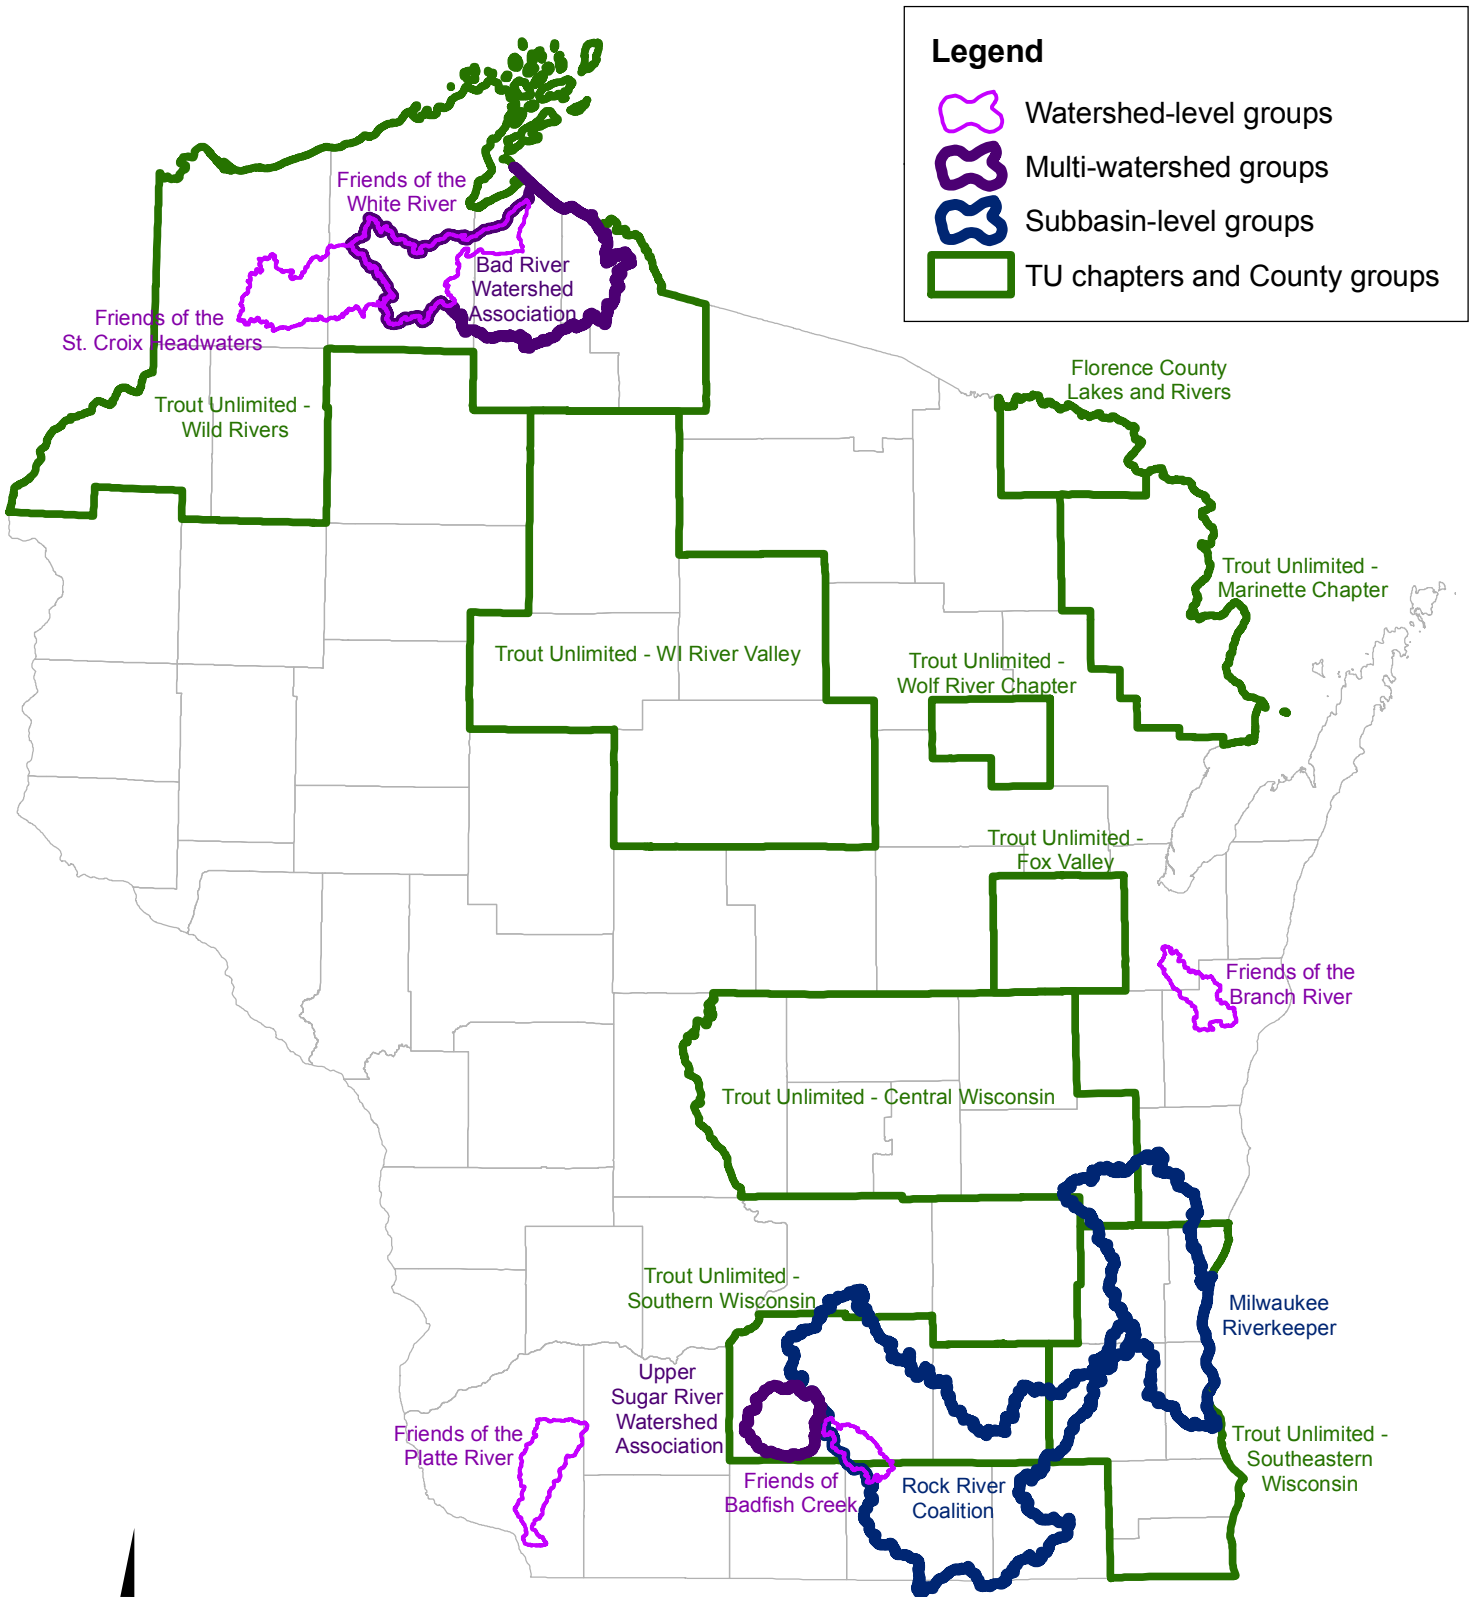 Legend
Watershed-level groups
Multi-watershed groups
Subbasin-level groups
TU chapters and County groups
Friends of the
White River
Bad River
Watershed
Association
Friends of the
St. Croix Headwaters
Trout Unlimited -
Wild Rivers
Florence County
Lakes and Rivers
Trout Unlimited -
Marinette Chapter
Trout Unlimited - WI River Valley
Trout Unlimited -
Wolf River Chapter
Trout Unlimited -
Fox Valley
Friends of the
Branch River
Trout Unlimited - Central Wisconsin
Trout Unlimited -
Southern Wisconsin
Milwaukee
Riverkeeper
Upper
Sugar River
Watershed
Association
Friends of the
Platte River
Trout Unlimited -
Southeastern
Wisconsin
Friends of
Badfish Creek
Rock River
Coalition